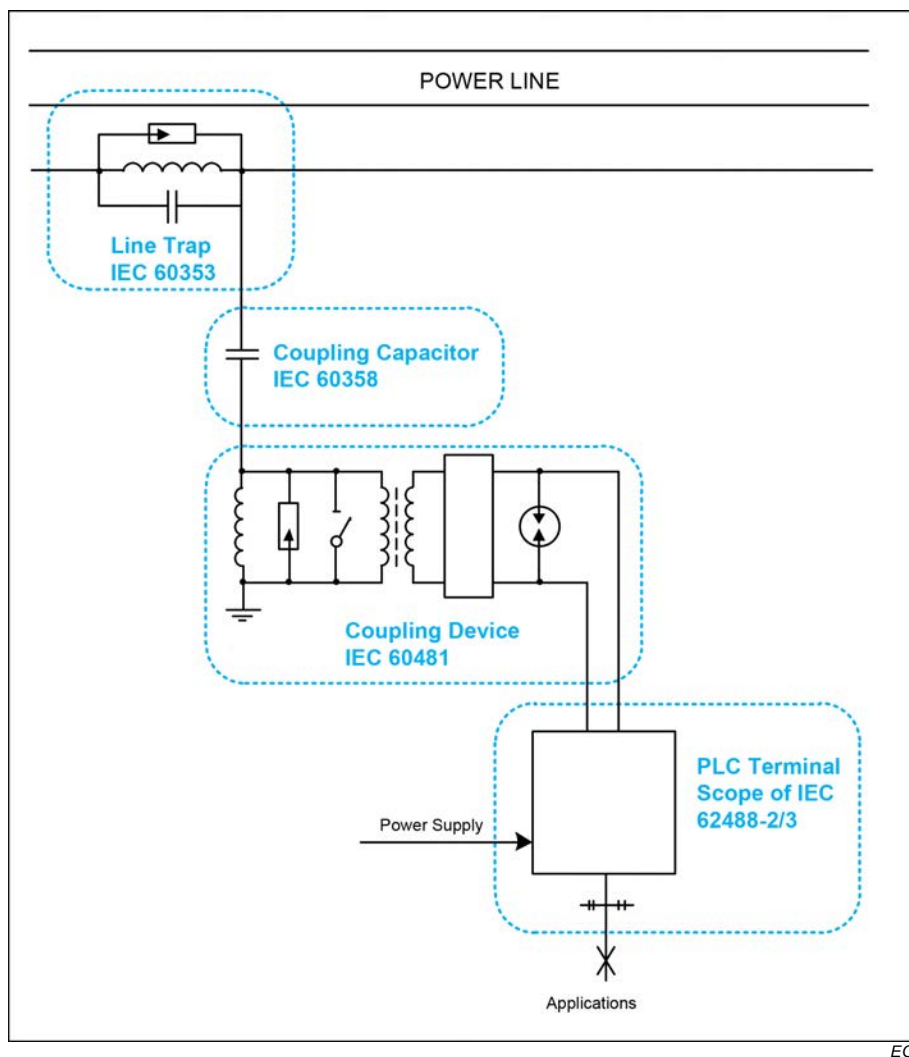 POWER LINE
Line Trap
IEC 60353
Coupling Capacitor
IEC 60358
Coupling Device
IEC 60481
PLC Terminal
Scope of IEC
62488-2/3
Power Supply
Applications